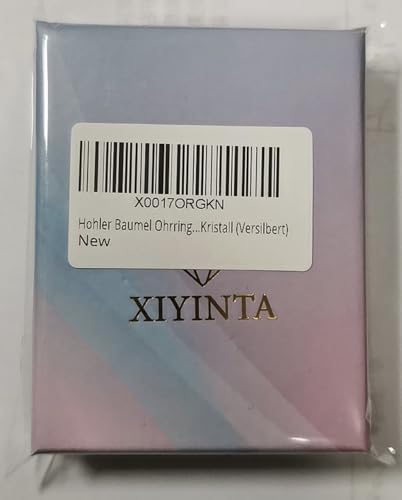 X0017ORGKN
Hohler Baumel Ohrring...Kristall (Versilbert)
New
XIYINTA